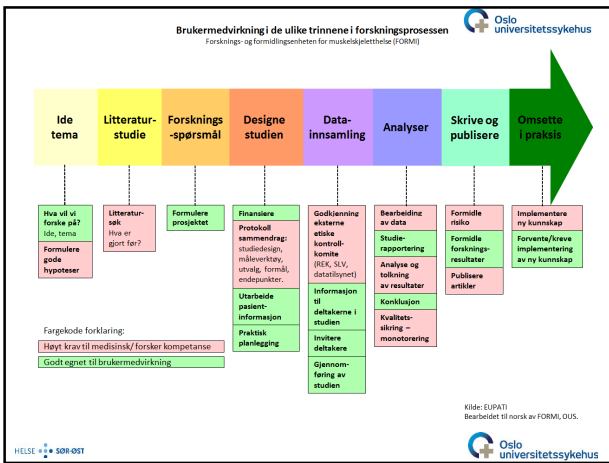 Brukermedvirkning i de ulike trinnene i forskningsprosessen
Forsknings- og formidlingsenheten for muskelskjeletthelse (FORMI)
Oslo
universitetssykehus
Ide
tema
Litteratur-
studie
Forsknings
-spørsmål
Designe
studien
Data-
innsamling
Analyser
Skrive og
publisere
Omsette
i praksis
Hva vil vi
forske på?
Ide, tema
Formulere
gode
hypoteser
Litteratur-
søk
Hva er
gjort før?
Formulere
prosjektet
Finansiere
Protokoll
sammendrag:
studiedesign,
måleverktøy,
utvalg, formål,
endepunkter.
Utarbeide
pasient-
informasjon
Praktisk
planlegging
Godkjenning
eksterne
etiske
kontroll-
komite
(REK, SLV,
datatilsynet)
Informasjon
til
deltakerne i
studien
Invitere
deltakere
Gjennom-
føring av
studien
Bearbeiding
av data
Studie-
rapportering
Analyse og
tolkning
av resultater
Konklusjon
Kvalitets-
sikring –
monotorering
Formidle
risiko
Formidle
forsknings-
resultater
Publisere
artikler
Implementere
ny kunnskap
Forvente/kreve
implementering
av ny kunnskap
Fargekode forklaring:
Høyt krav til medisinsk/ forsker kompetanse
Godt egnet til brukermedvirkning
Kilde: EUPATI
Bearbeidet til norsk av FORMI, OUS.
HELSE SØR-ØST
Oslo
universitetssykehus